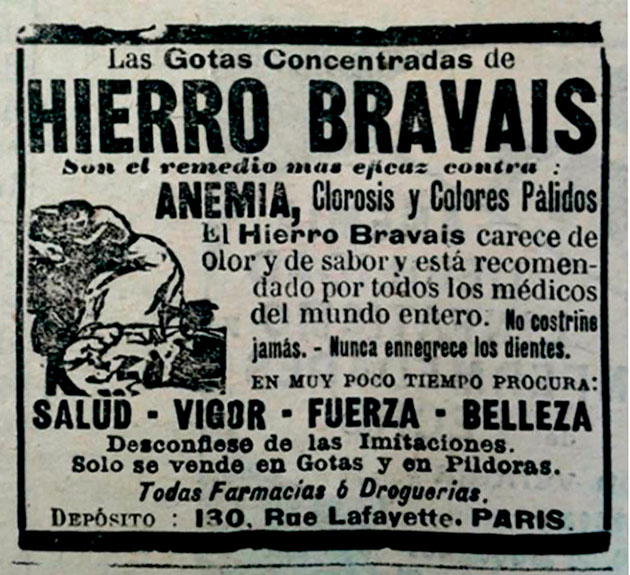 Las Gotas Concentradas de
HIERRO BRAVAIS
Son el remedio mas eficaz contra :
ANEMIA, Clorosis y Colores Pàlidos
El Hierro Bravais carece de
olor y de sabor y está recomen-
dado por todos los médicos
del mundo entero. No costriñe
jamás. - Nunca ennegrece los dientes.
EN MUY POCO TIEMPO PROCURA:
SALUD - VIGOR - FUERZA - BELLEZA
Desconfiese de las Imitaciones.
Solo se vende en Gotas y en Pildoras.
Todas Farmacias ó Droguerias.
DEPÓSITO : 130, Rue Lafayette. PARIS.